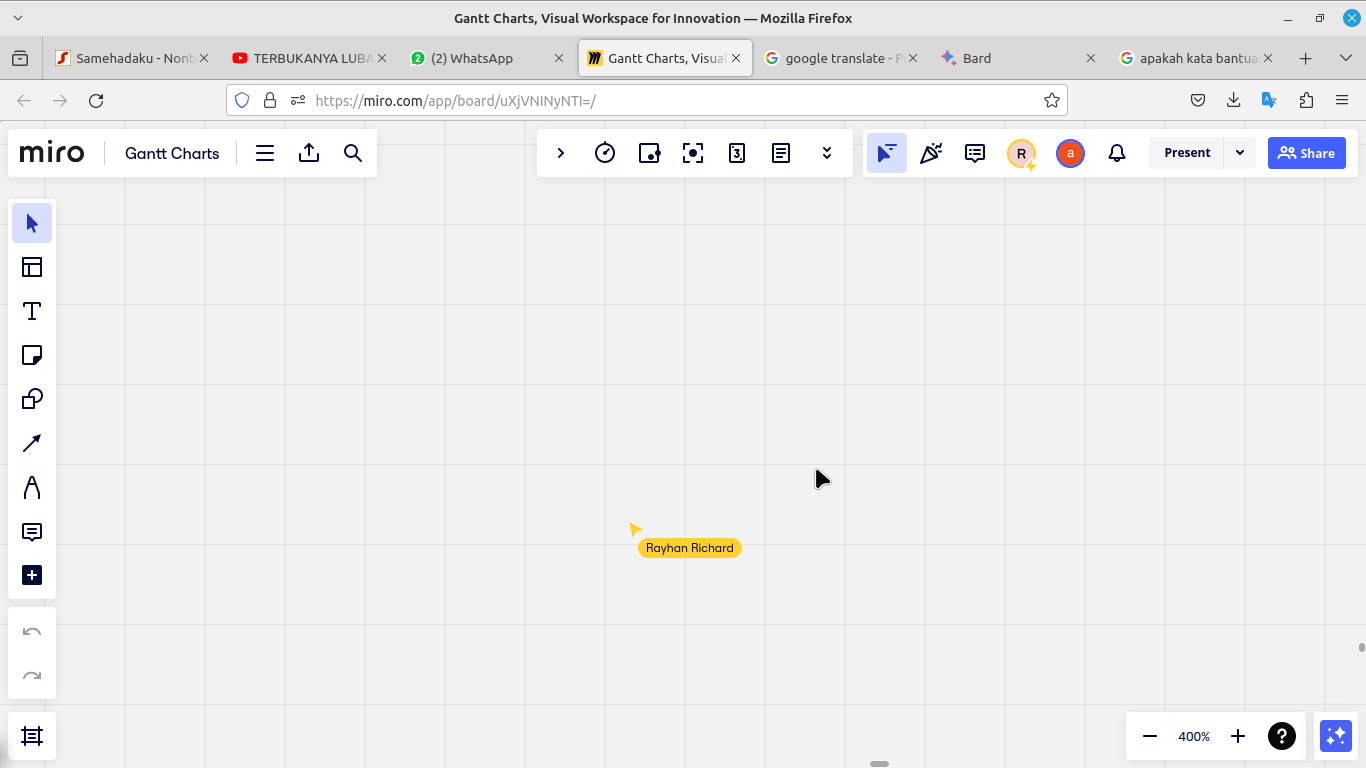 Gantt Charts, Visual Workspace for Innovation — Mozilla Firefox
Samehadaku - Nont
TERBUKANYA LUBA
(2) WhatsApp
Gantt Charts, Visual
google translate - P
Bard
apakah kata bantua
https://miro.com/app/board/uXjVNINyNTI=/
miro
Gantt Charts
3
R
a
Present
Share
Rayhan Richard
400%
?